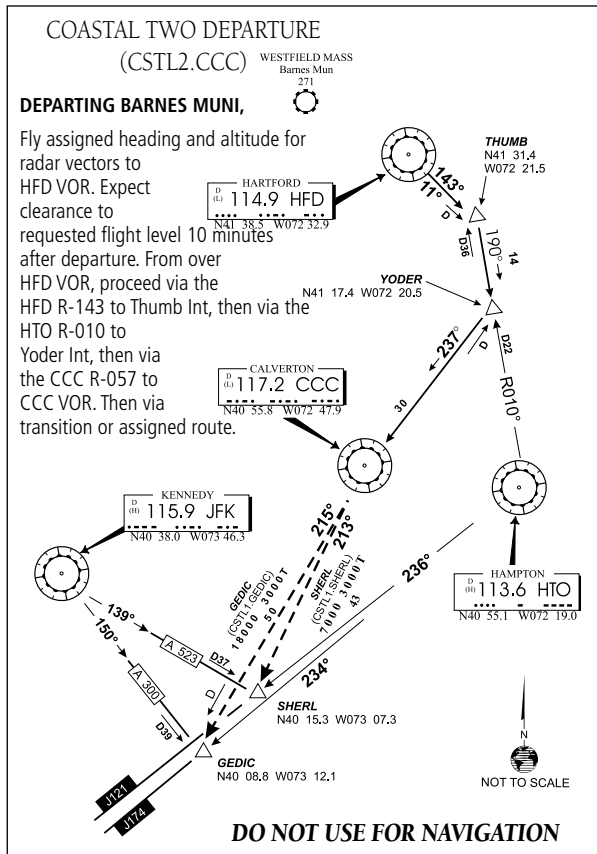 COASTAL TWO DEPARTURE
(CSTL2.CCC)
WESTFIELD MASS
Barnes Mun
271
DEPARTING BARNES MUNI,
Fly assigned heading and altitude for
radar vectors to
HFD VOR. Expect
clearance to
requested flight level 10 minutes
after departure. From over
HFD VOR, proceed via the
HFD R-143 to Thumb Int, then via the
HTO R-010 to
Yoder Int, then via
the CCC R-057 to
CCC VOR. Then via
transition or assigned route.
HARTFORD
D
(L) 114.9 HFD
N41 38.5 W072 32.9
143°
11°
D
THUMB
N41 31.4
W072 21.5
D36
190°
14
YODER
N41 17.4 W072 20.5
237°
D
D22
30
R010°
CALVERTON
D
(L) 117.2 CCC
N40 55.8 W072 47.9
KENNEDY
D
(H) 115.9 JFK
N40 38.0 W073 46.3
HAMPTON
D
(H) 113.6 HTO
N40 55.1 W072 19.0
215°
213°
GEDIC
(CSTL1.GEDIC)
18000 3000T
50
SHERL
(CSTL1.SHERL)
7000 3000T
43
236°
234°
139°
A 523
D37
150°
A 300
D39
D
SHERL
N40 15.3 W073 07.3
GEDIC
N40 08.8 W073 12.1
J121
J174
N
NOT TO SCALE
DO NOT USE FOR NAVIGATION